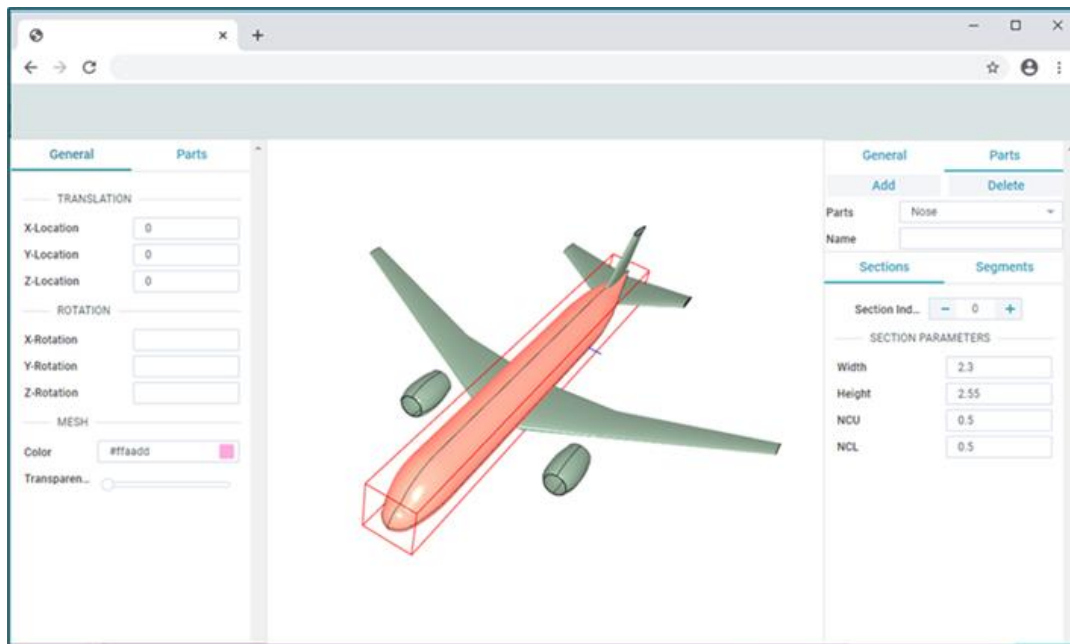 General Parts
TRANSLATION
X-Location 0
Y-Location 0
Z-Location 0
ROTATION
X-Rotation
Y-Rotation
Z-Rotation
MESH
Color #ffaadd
Transparen...
General Parts
Add Delete
Parts Nose
Name
Sections Segments
Section Ind... − 0 +
SECTION PARAMETERS
Width 2.3
Height 2.55
NCU 0.5
NCL 0.5